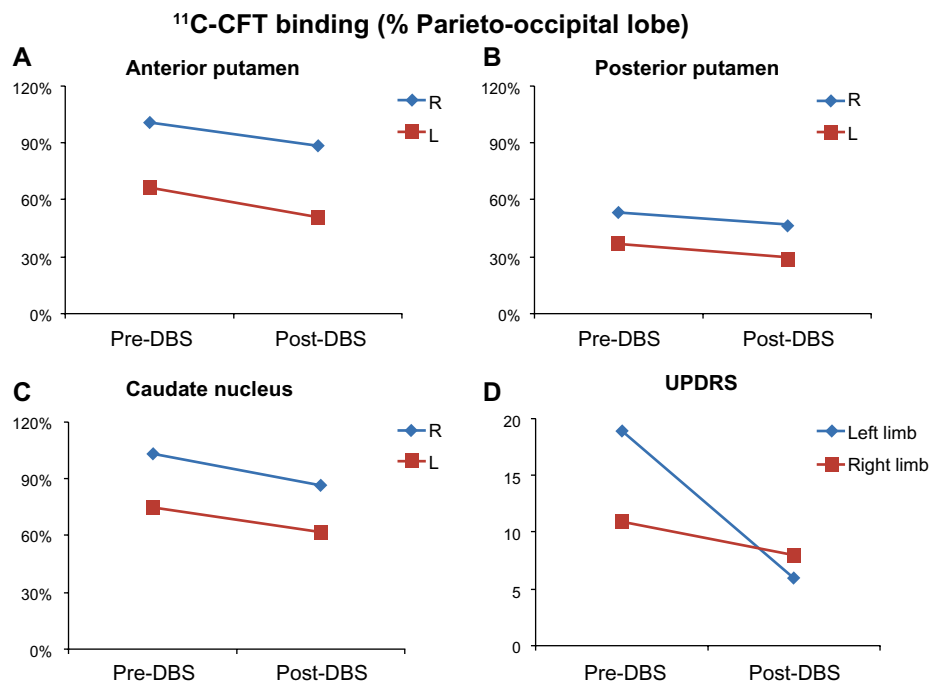 ¹¹C-CFT binding (% Parieto-occipital lobe)
A
Anterior putamen
120%
90%
60%
30%
0%
Pre-DBS
Post-DBS
R
L
B
Posterior putamen
120%
90%
60%
30%
0%
Pre-DBS
Post-DBS
R
L
C
Caudate nucleus
120%
90%
60%
30%
0%
Pre-DBS
Post-DBS
R
L
D
UPDRS
20
15
10
5
0
Pre-DBS
Post-DBS
Left limb
Right limb